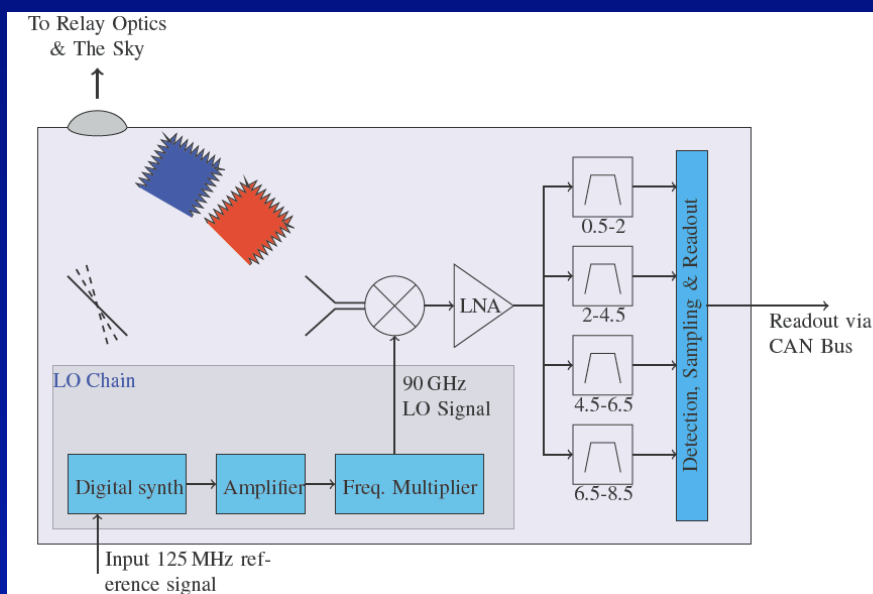 To Relay Optics
& The Sky
0.5-2
2-4.5
4.5-6.5
6.5-8.5
LNA
Detection, Sampling & Readout
Readout via
CAN Bus
LO Chain
90 GHz
LO Signal
Digital synth
Amplifier
Freq. Multiplier
Input 125 MHz ref-
erence signal